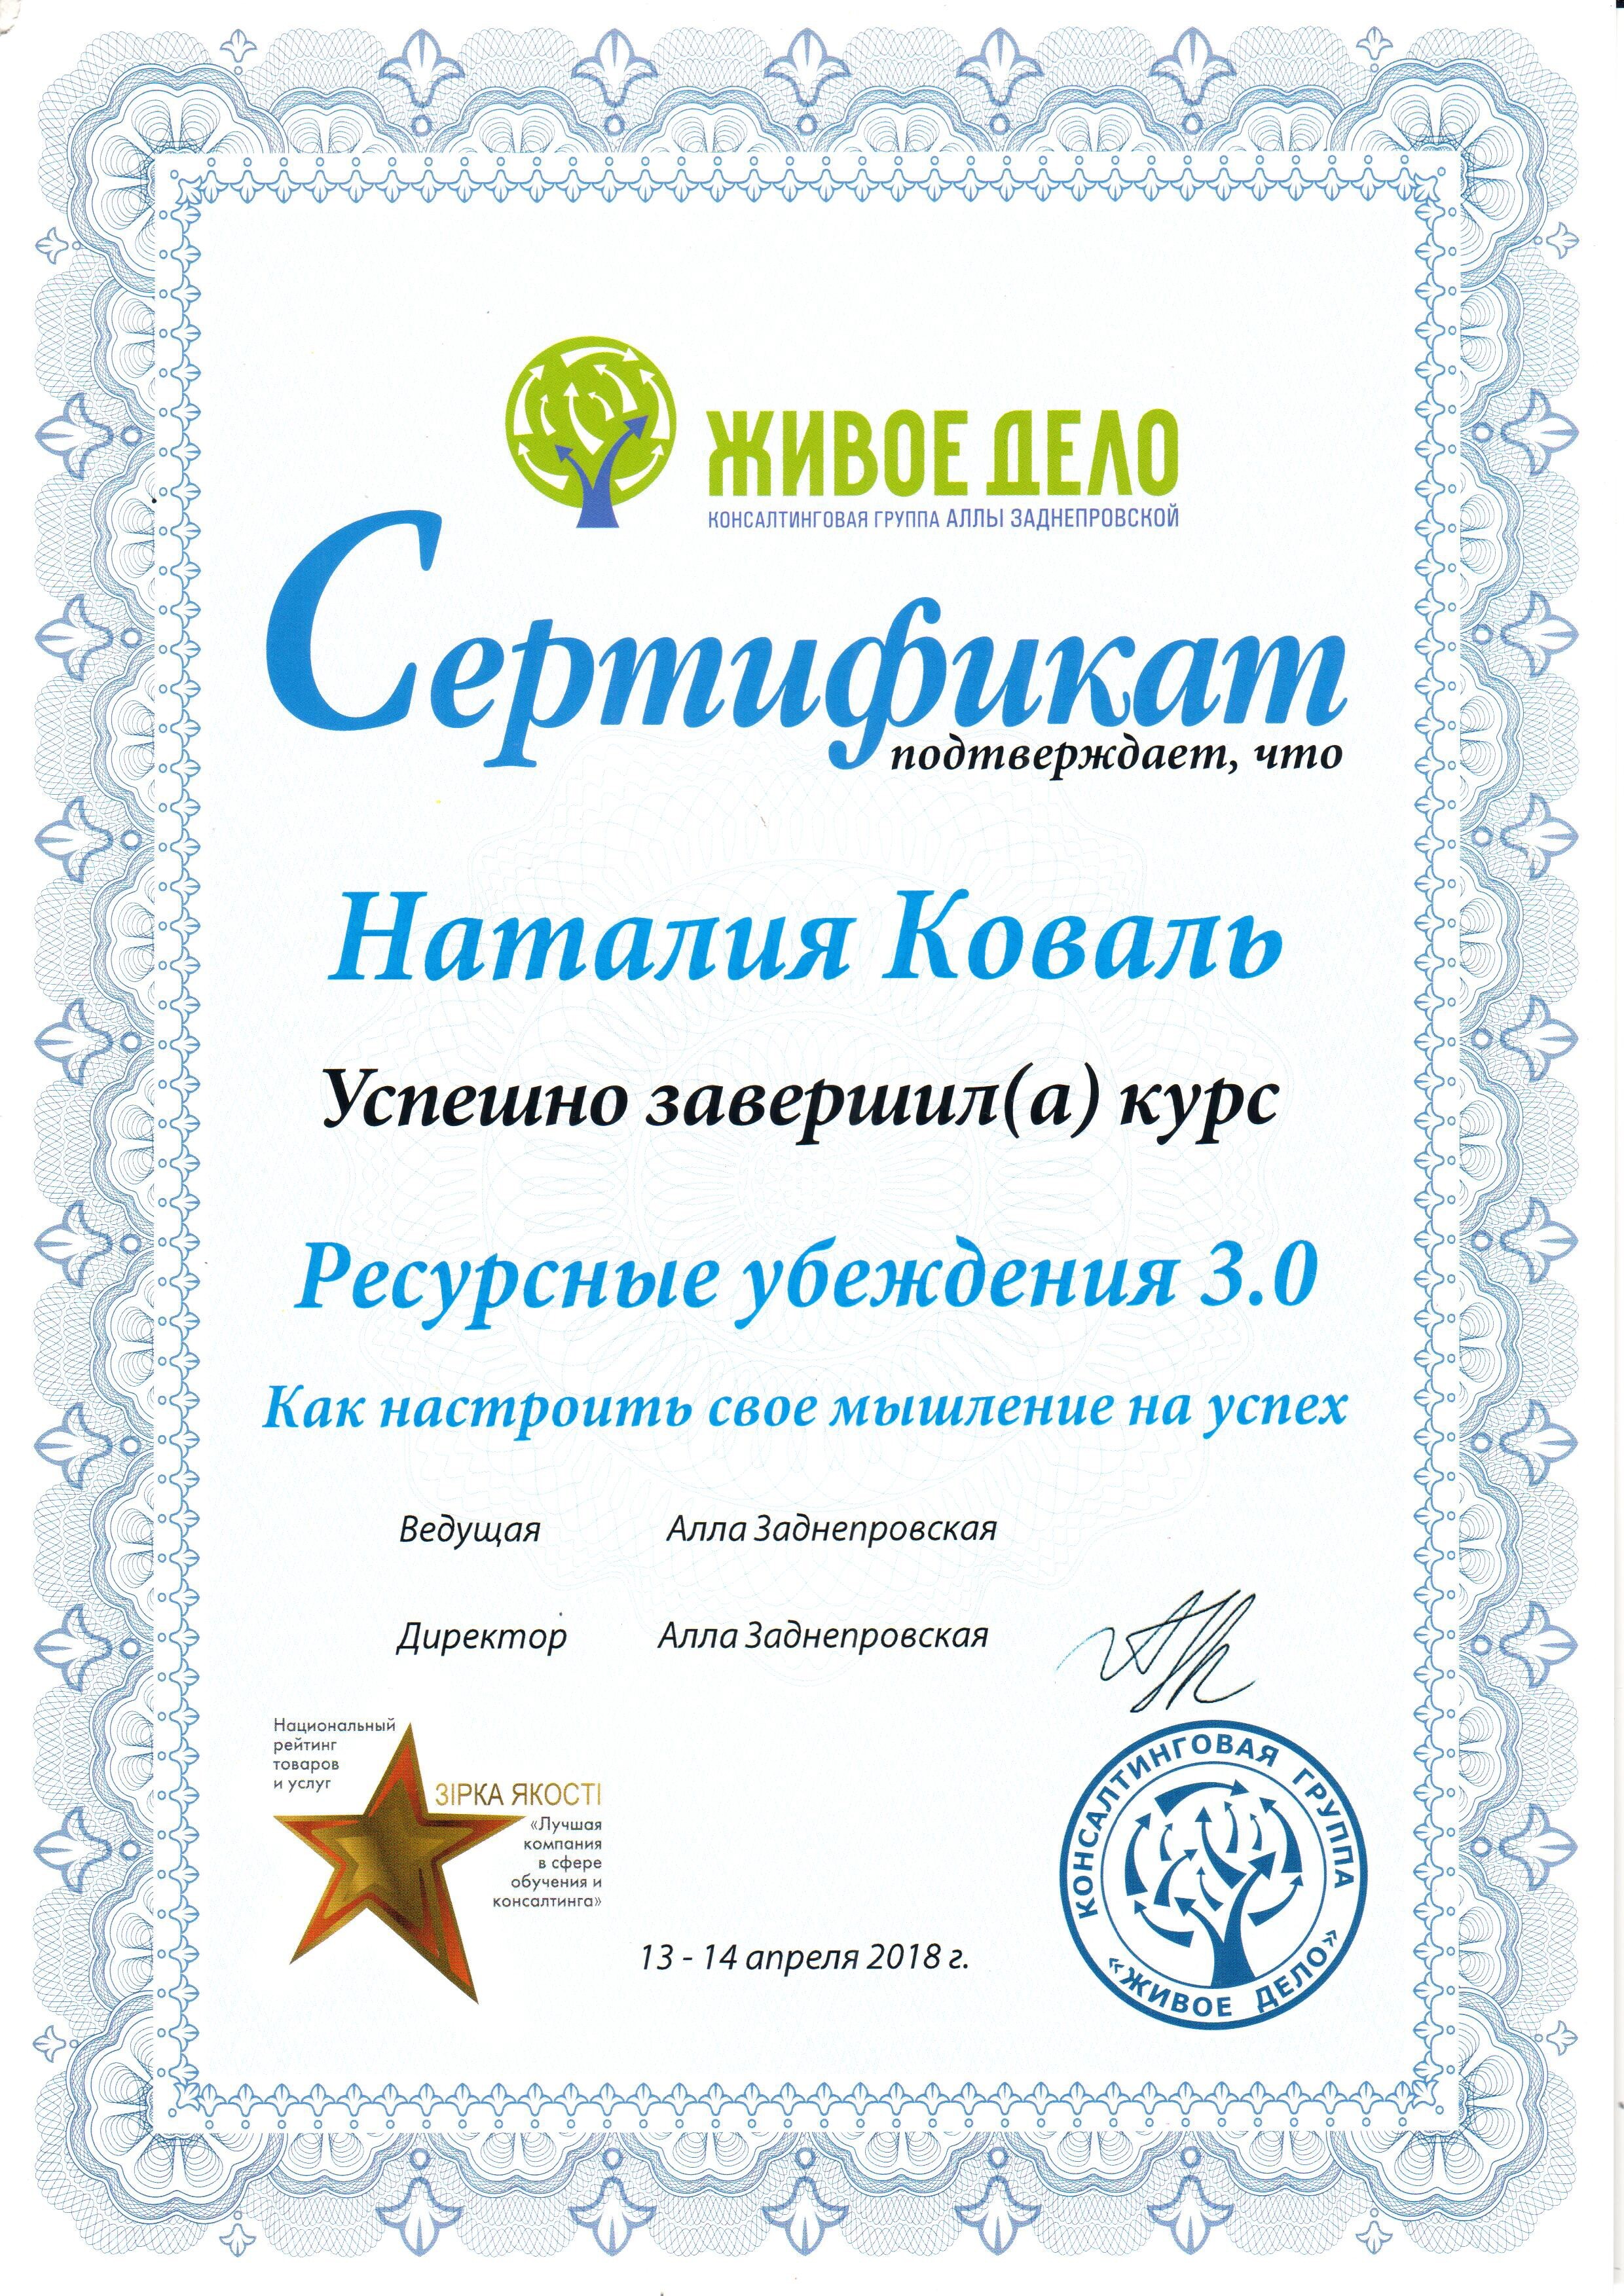 ЖИВОЕ ДЕЛО
КОНСАЛТИНГОВАЯ ГРУППА АЛЛЫ ЗАДНЕПРОВСКОЙ
Сертификат
подтверждает, что
Наталия Коваль
Успешно завершил(а) курс
Ресурсные убеждения 3.0
Как настроить свое мышление на успех
Ведущая Алла Заднепровская
Директор Алла Заднепровская
Национальный
рейтинг
товаров
и услуг
ЗІРКА ЯКОСТІ
«Лучшая
компания
в сфере
обучения и
консалтинга»
13 - 14 апреля 2018 г.
КОНСАЛТИНГОВАЯ ГРУППА
«ЖИВОЕ ДЕЛО»